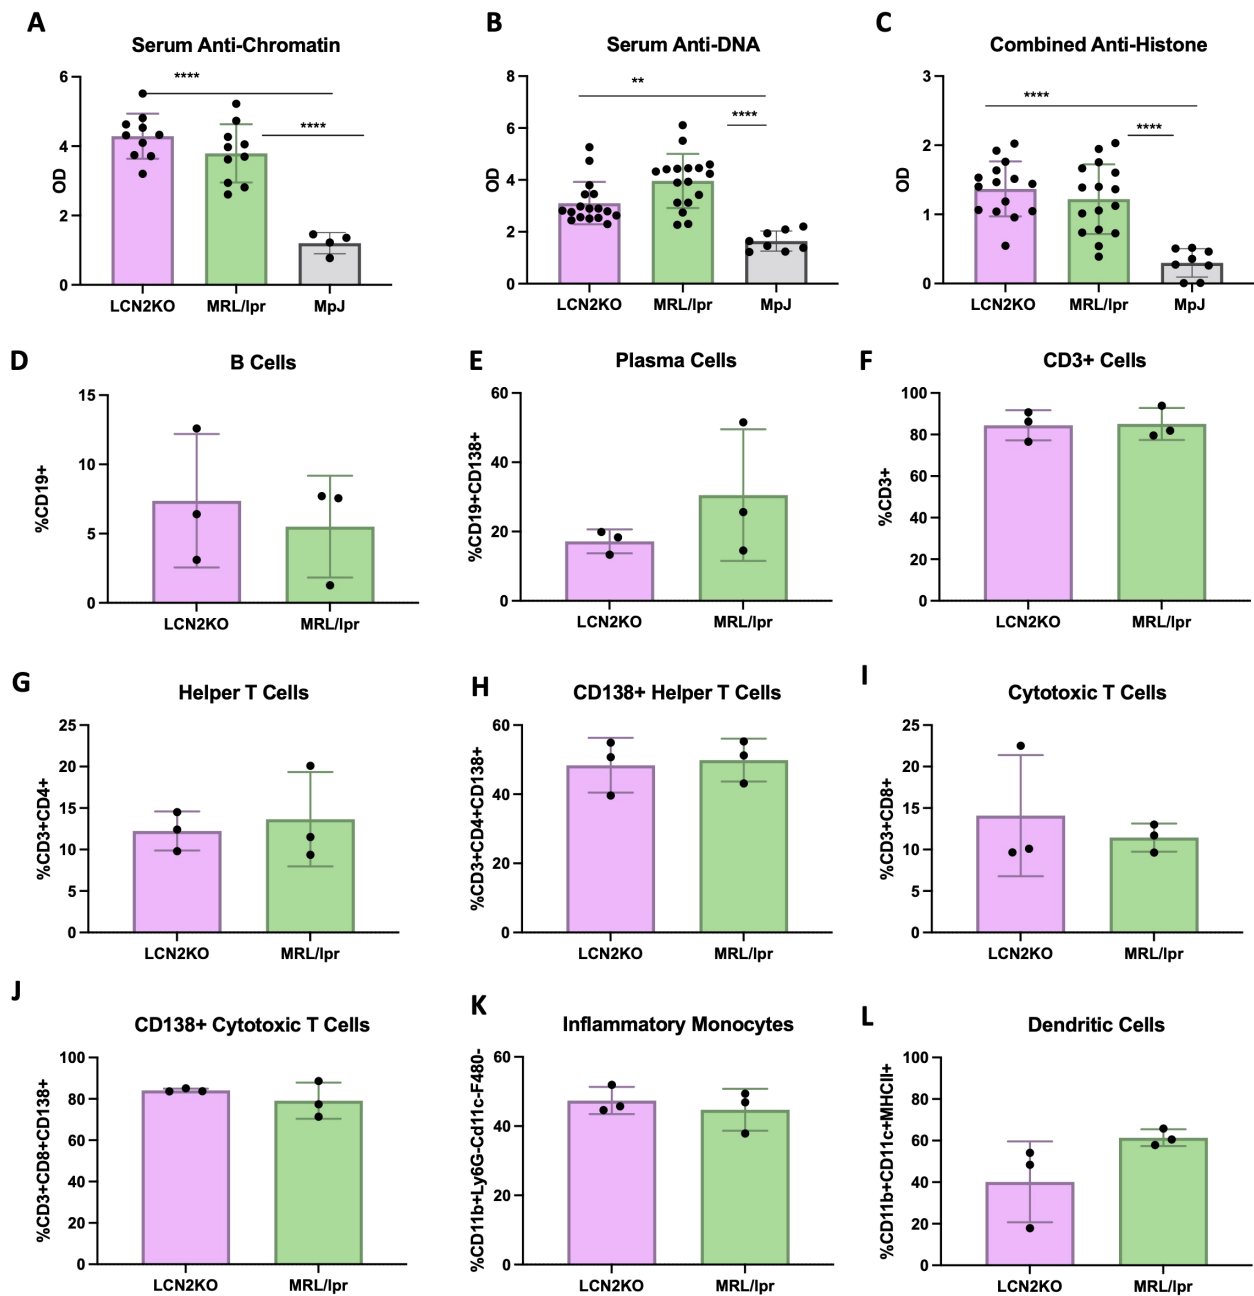 A
Serum Anti-Chromatin
OD
6
4
2
0
****
****
LCN2KO MRL/lpr MpJ
B
Serum Anti-DNA
OD
8
6
4
2
0
**
****
LCN2KO MRL/lpr MpJ
C
Combined Anti-Histone
OD
3
2
1
0
****
****
LCN2KO MRL/lpr MpJ
D
B Cells
%CD19+
15
10
5
0
LCN2KO MRL/lpr
E
Plasma Cells
%CD19+CD138+
60
40
20
0
LCN2KO MRL/lpr
F
CD3+ Cells
%CD3+
100
80
60
40
20
0
LCN2KO MRL/lpr
G
Helper T Cells
%CD3+CD4+
25
20
15
10
5
0
LCN2KO MRL/lpr
H
CD138+ Helper T Cells
%CD3+CD4+CD138+
60
40
20
0
LCN2KO MRL/lpr
I
Cytotoxic T Cells
%CD3+CD8+
25
20
15
10
5
0
LCN2KO MRL/lpr
J
CD138+ Cytotoxic T Cells
%CD3+CD8+CD138+
100
80
60
40
20
0
LCN2KO MRL/lpr
K
Inflammatory Monocytes
%CD11b+Ly6G-Cd11c-F480-
60
40
20
0
LCN2KO MRL/lpr
L
Dendritic Cells
%CD11b+CD11c+MHCII+
100
80
60
40
20
0
LCN2KO MRL/lpr